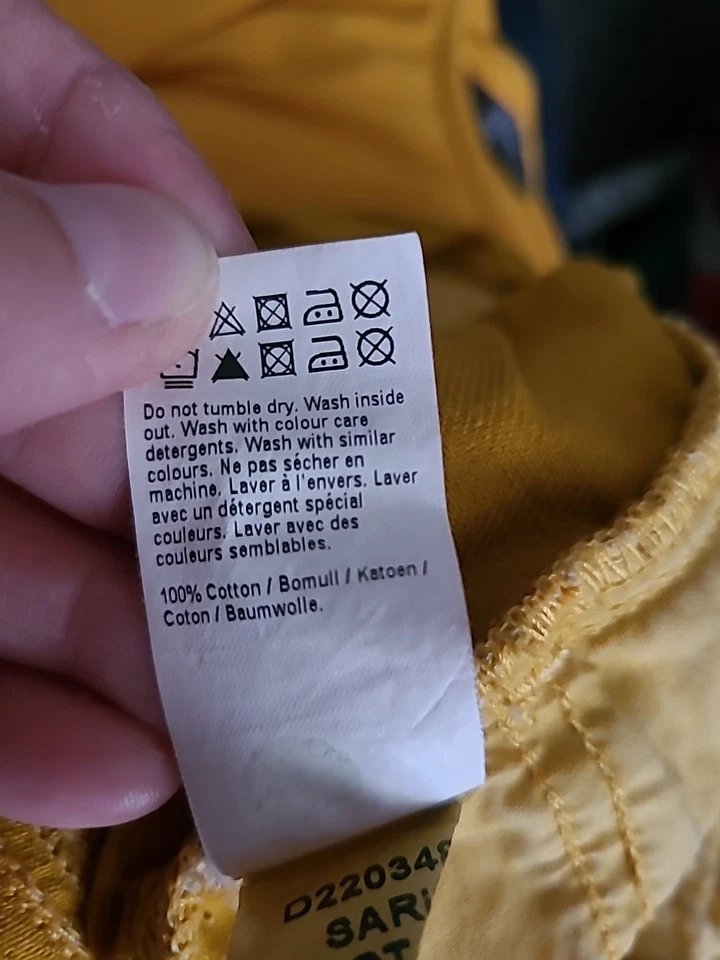 Do not tumble dry. Wash inside
out. Wash with colour care
detergents. Wash with similar
colours. Ne pas sécher en
machine. Laver à l'envers. Laver
avec un détergent spécial
couleurs. Laver avec des
couleurs semblables.
100% Cotton / Bomull / Katoen /
Coton / Baumwolle.